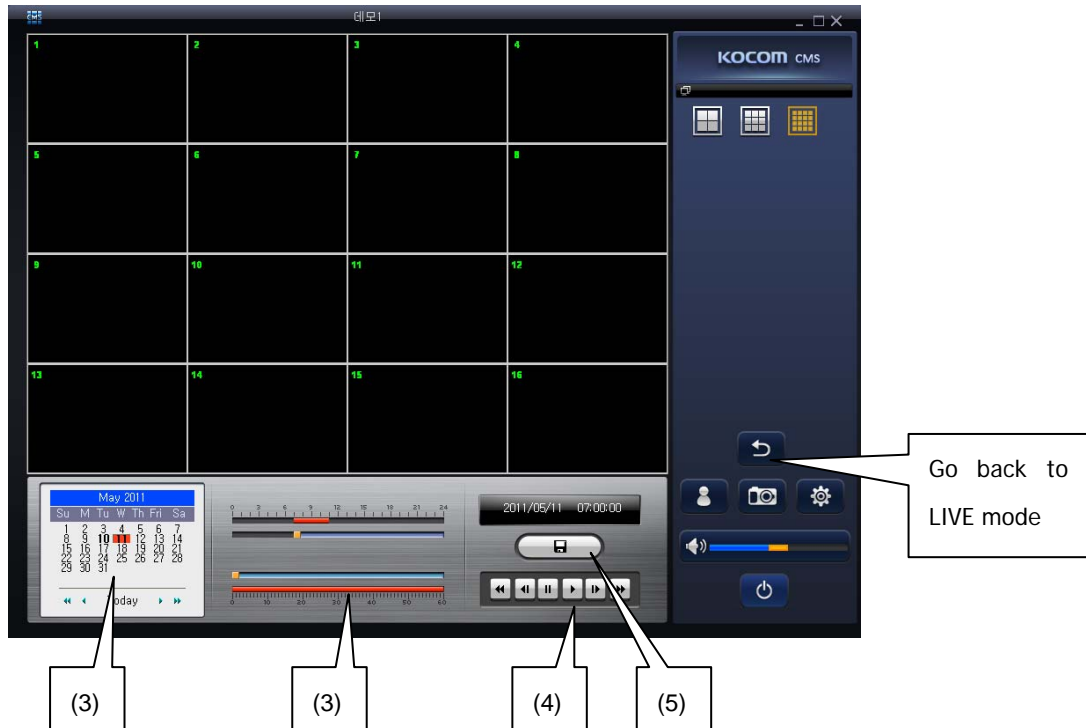 CMS
데모1
1
2
3
4
KOCOM CMS
5
6
7
8
9
10
11
12
13
14
15
16
Go back to
LIVE mode
May 2011
Su M Tu W Th Fri Sa
1 2 3 4 5 6 7
8 9 10 11 12 13 14
15 16 17 18 19 20 21
22 23 24 25 26 27 28
29 30 31
0 3 6 9 12 15 18 21 24
2011/05/11 07:00:00
0 10 20 30 40 50 60
(3)
(3)
(4)
(5)